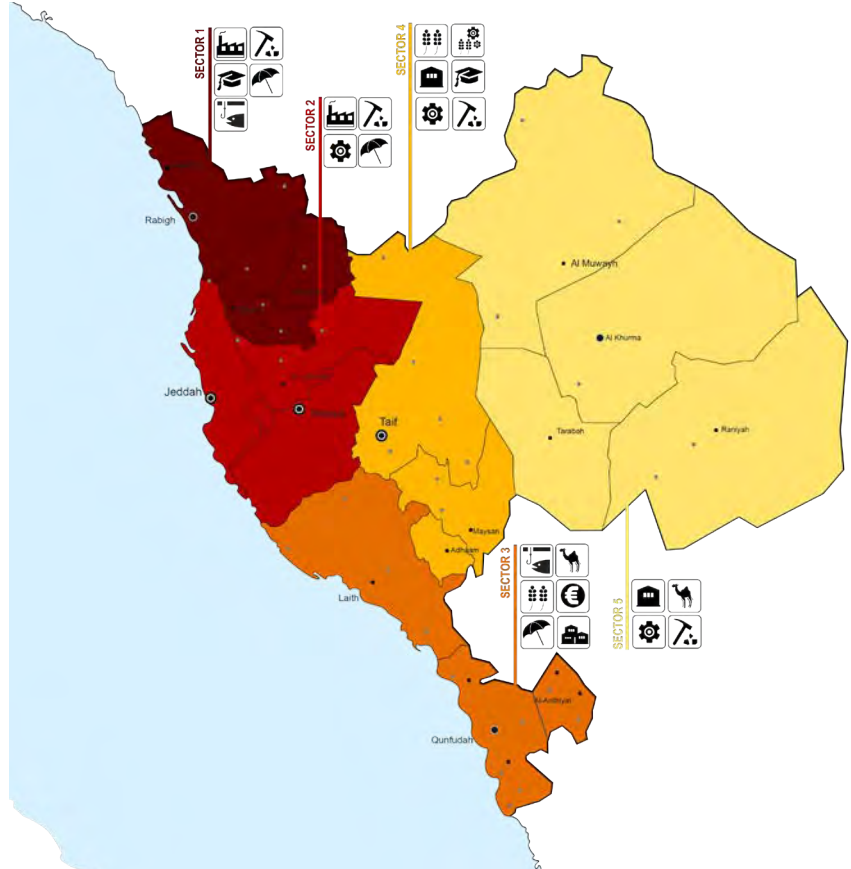 SECTOR 1
SECTOR 2
SECTOR 4
Rabigh
Al Muwayh
Al Khurma
Jeddah
Taif
Tarabah
Raniyah
Maysan
Adham
SECTOR 3
SECTOR 5
Laith
Qunfudah